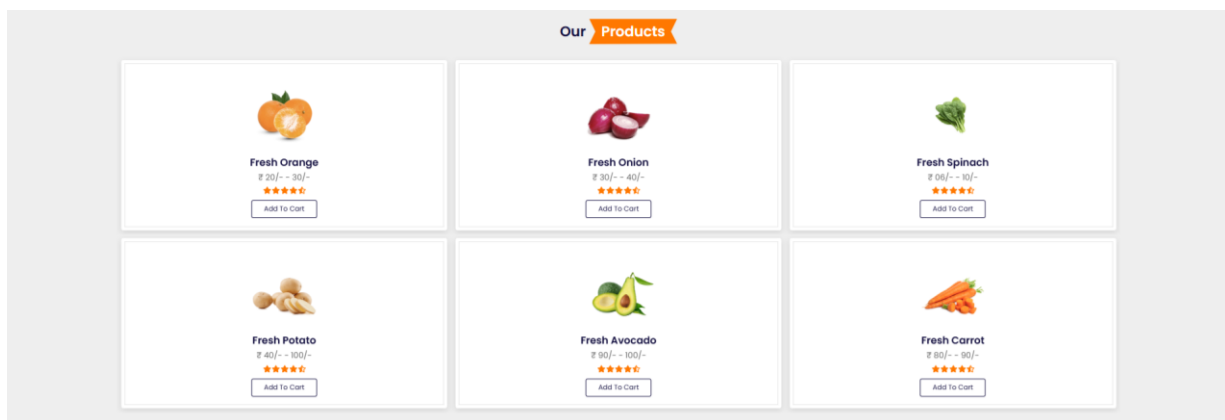 Our Products
Fresh Orange
₹ 20/- - 30/-
Add To Cart
Fresh Onion
₹ 30/- - 40/-
Add To Cart
Fresh Spinach
₹ 06/- - 10/-
Add To Cart
Fresh Potato
₹ 40/- - 100/-
Add To Cart
Fresh Avocado
₹ 90/- - 100/-
Add To Cart
Fresh Carrot
₹ 80/- - 90/-
Add To Cart